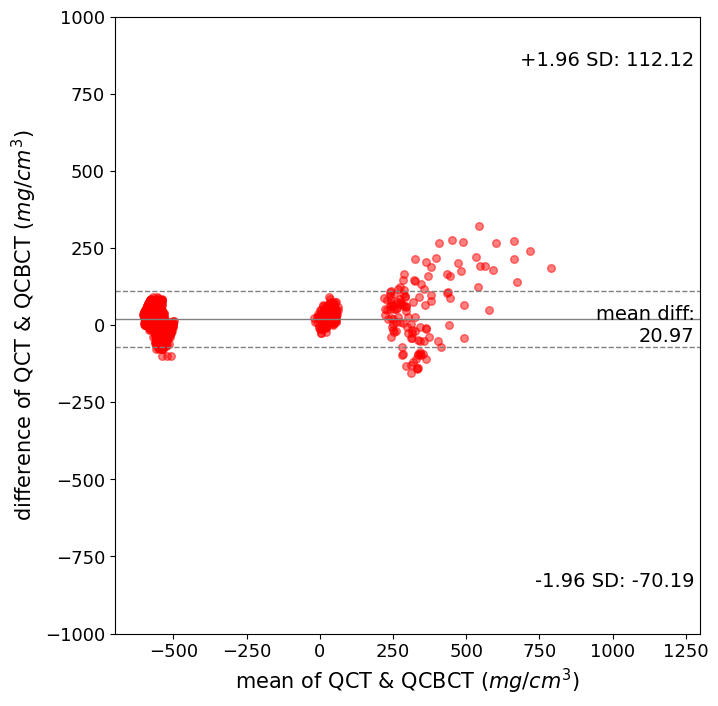 1000
750
500
250
0
−250
−500
−750
−1000
difference of QCT & QCBCT (mg/cm³)
+1.96 SD: 112.12
mean diff:
20.97
-1.96 SD: -70.19
−500 −250 0 250 500 750 1000 1250
mean of QCT & QCBCT (mg/cm³)